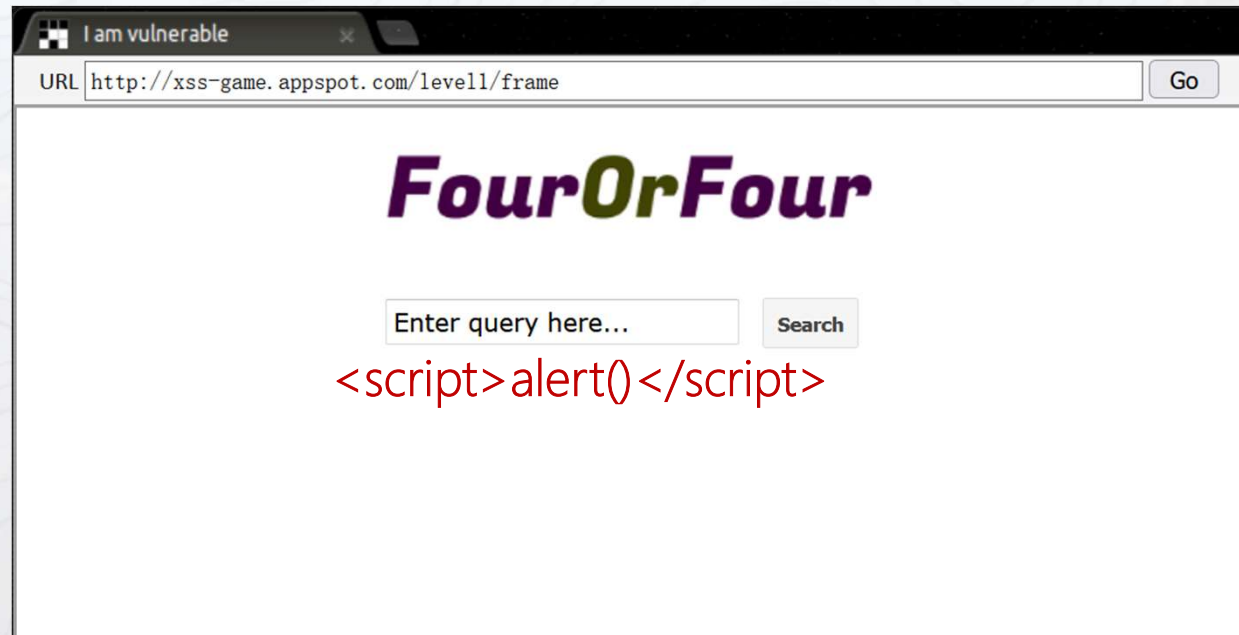 I am vulnerable
URL http://xss-game.appspot.com/level1/frame Go
FourOrFour
Enter query here... Search
<script>alert()</script>